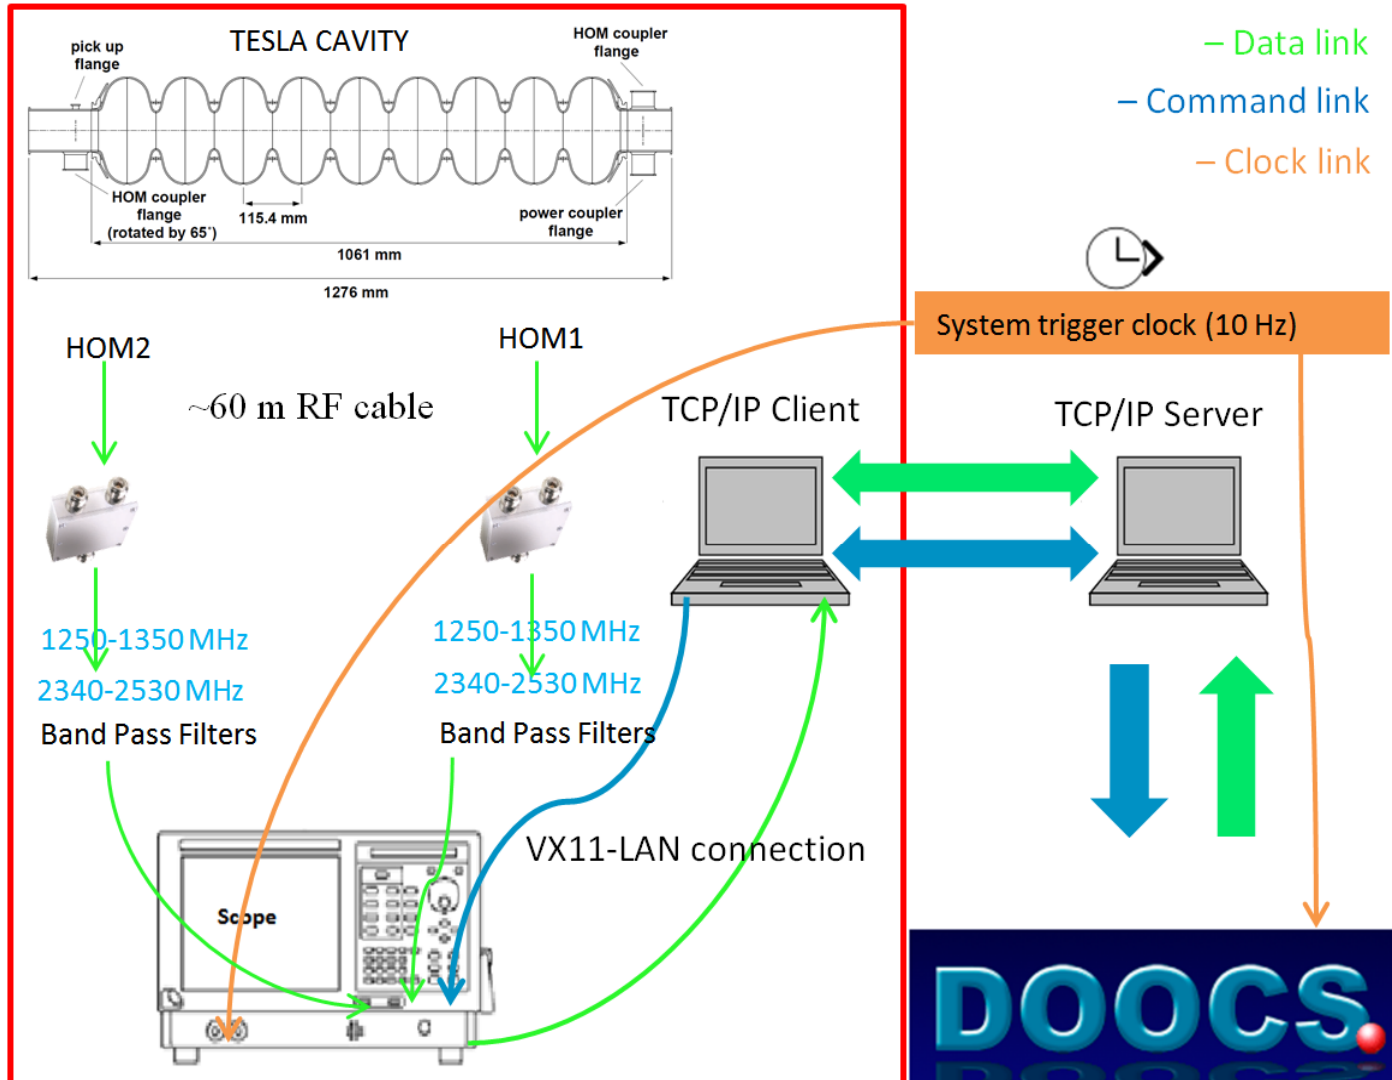 TESLA CAVITY
pick up
flange
HOM coupler
flange
HOM coupler
flange
(rotated by 65°)
115.4 mm
power coupler
flange
1061 mm
1276 mm
– Data link
– Command link
– Clock link
System trigger clock (10 Hz)
HOM2
HOM1
~60 m RF cable
TCP/IP Client
TCP/IP Server
1250-1350 MHz
2340-2530 MHz
Band Pass Filters
1250-1350 MHz
2340-2530 MHz
Band Pass Filters
VX11-LAN connection
Scope
DOOCS.